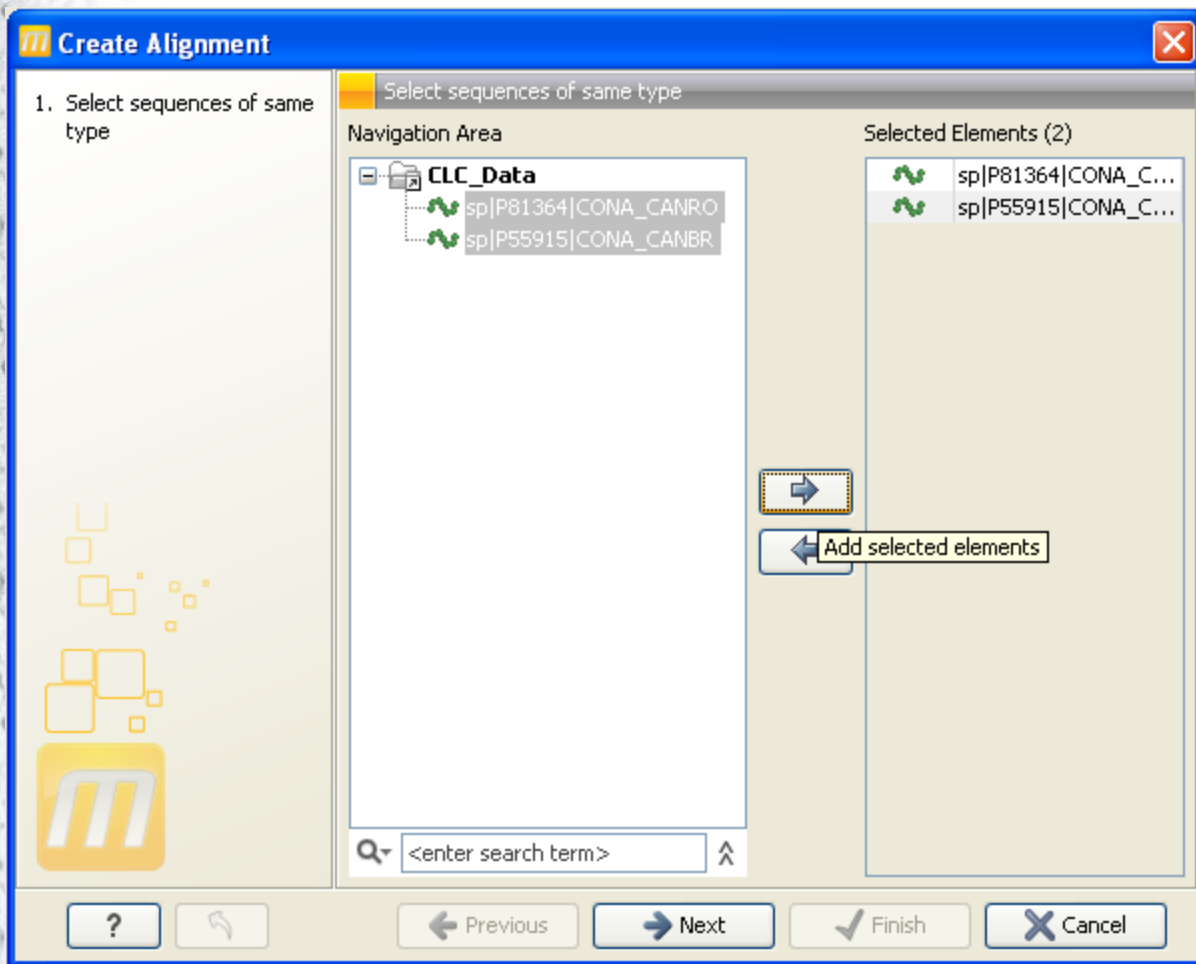 Create Alignment
1. Select sequences of same
type
Select sequences of same type
Navigation Area
Selected Elements (2)
CLC_Data
sp|P81364|CONA_CANRO
sp|P55915|CONA_CANBR
sp|P81364|CONA_C...
sp|P55915|CONA_C...
Add selected elements
<enter search term>
?
Previous
Next
Finish
Cancel